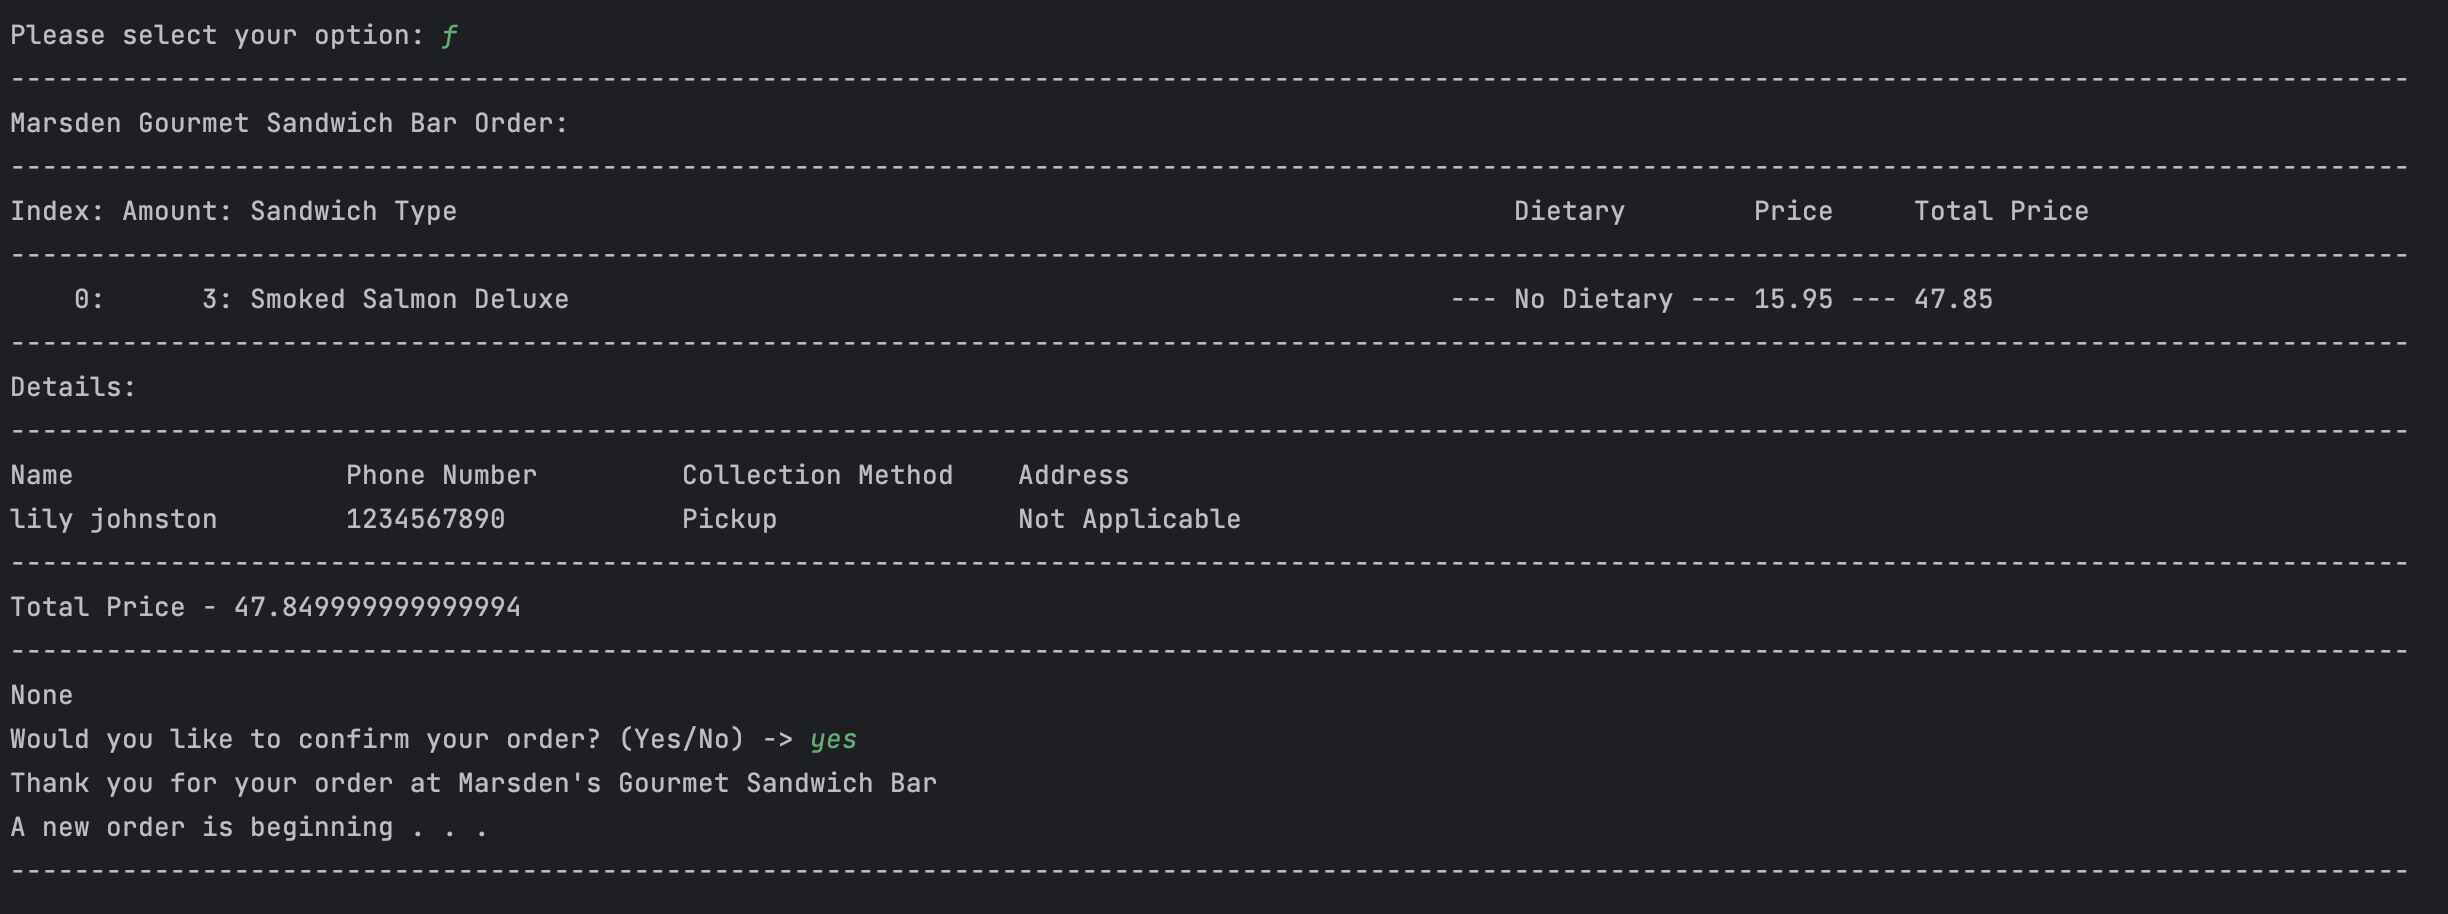 Please select your option: f
------------------------------------------------------------------------------------------------------------------------------------------------------
Marsden Gourmet Sandwich Bar Order:
------------------------------------------------------------------------------------------------------------------------------------------------------
Index: Amount: Sandwich Type                                                                  Dietary        Price     Total Price
------------------------------------------------------------------------------------------------------------------------------------------------------
    0:      3: Smoked Salmon Deluxe                                                       --- No Dietary --- 15.95 --- 47.85
------------------------------------------------------------------------------------------------------------------------------------------------------
Details:
------------------------------------------------------------------------------------------------------------------------------------------------------
Name                 Phone Number         Collection Method    Address
lily johnston        1234567890           Pickup               Not Applicable
------------------------------------------------------------------------------------------------------------------------------------------------------
Total Price - 47.849999999999994
------------------------------------------------------------------------------------------------------------------------------------------------------
None
Would you like to confirm your order? (Yes/No) -> yes
Thank you for your order at Marsden's Gourmet Sandwich Bar
A new order is beginning . . .
------------------------------------------------------------------------------------------------------------------------------------------------------